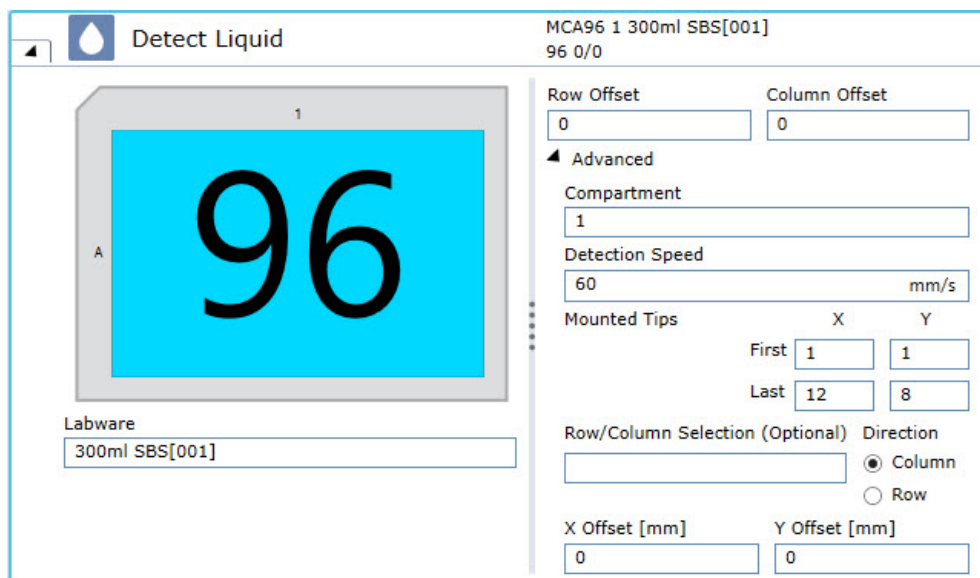 Detect Liquid
MCA96 1 300ml SBS[001]
96 0/0
1
A
96
Labware
300ml SBS[001]
Row Offset Column Offset
0 0
Advanced
Compartment
1
Detection Speed
60 mm/s
Mounted Tips X Y
First 1 1
Last 12 8
Row/Column Selection (Optional) Direction
Column
Row
X Offset [mm] Y Offset [mm]
0 0